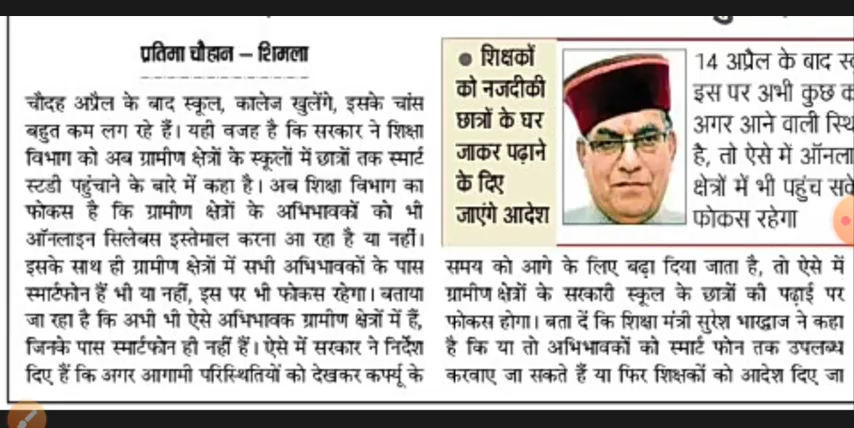 प्रतिमा चौहान – शिमला
चौदह अप्रैल के बाद स्कूल, कालेज खुलेंगे, इसके चांस
बहुत कम लग रहे हैं। यही वजह है कि सरकार ने शिक्षा
विभाग को अब ग्रामीण क्षेत्रों के स्कूलों में छात्रों तक स्मार्ट
स्टडी पहुंचाने के बारे में कहा है। अब शिक्षा विभाग का
फोकस है कि ग्रामीण क्षेत्रों के अभिभावकों को भी
ऑनलाइन सिलेबस इस्तेमाल करना आ रहा है या नहीं।
इसके साथ ही ग्रामीण क्षेत्रों में सभी अभिभावकों के पास
स्मार्टफोन हैं भी या नहीं, इस पर भी फोकस रहेगा। बताया
जा रहा है कि अभी भी ऐसे अभिभावक ग्रामीण क्षेत्रों में हैं,
जिनके पास स्मार्टफोन ही नहीं हैं। ऐसे में सरकार ने निर्देश
दिए हैं कि अगर आगामी परिस्थितियों को देखकर कर्फ्यू के
● शिक्षकों
को नजदीकी
छात्रों के घर
जाकर पढ़ाने
के दिए
जाएंगे आदेश
14 अप्रैल के बाद
इस पर अभी कुछ
अगर आने वाली
है, तो ऐसे में
क्षेत्रों में भी पहुंच
फोकस रहेगा
समय को आगे के लिए बढ़ा दिया जाता है, तो ऐसे में
ग्रामीण क्षेत्रों के सरकारी स्कूल के छात्रों की पढ़ाई पर
फोकस होगा। बता दें कि शिक्षा मंत्री सुरेश भारद्वाज ने कहा
है कि या तो अभिभावकों को स्मार्ट फोन तक उपलब्ध
करवाए जा सकते हैं या फिर शिक्षकों को आदेश दिए जा